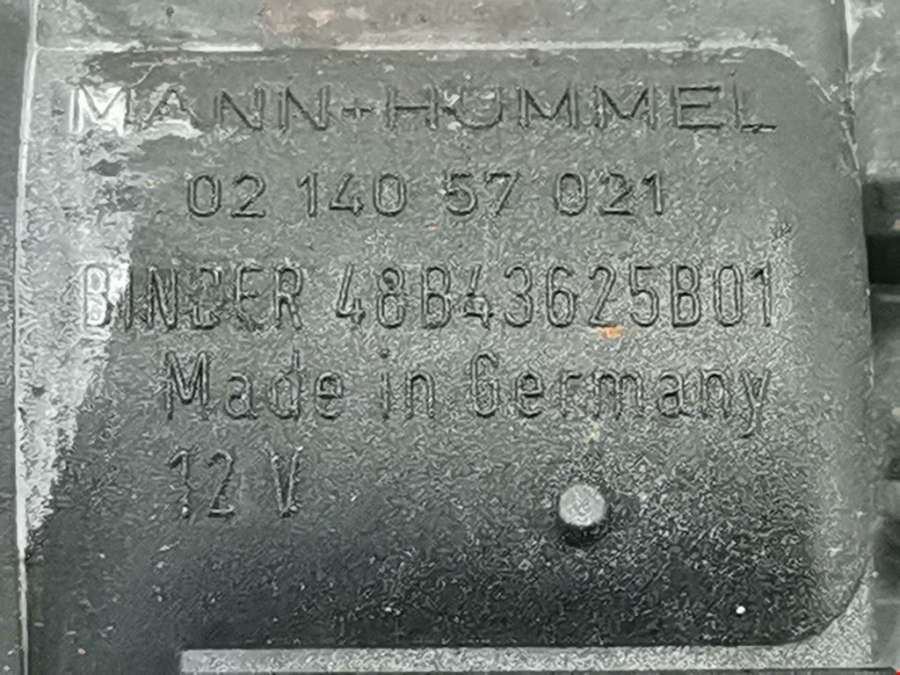 MANN+HUMMEL
02 140 57 021
BINDER 48B43625B01
Made in Germany
12 V